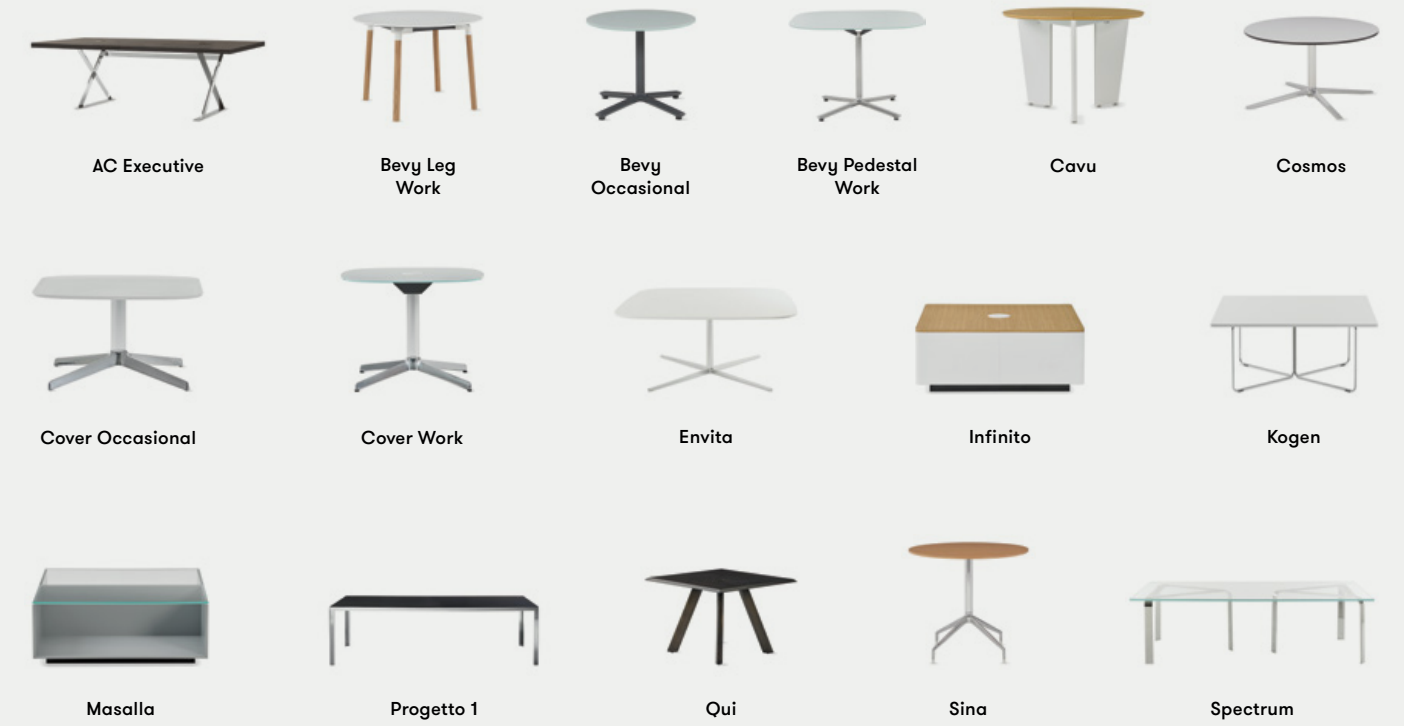 AC Executive
Bevy Leg
Work
Bevy
Occasional
Bevy Pedestal
Work
Cavu
Cosmos
Cover Occasional
Cover Work
Envita
Infinito
Kogen
Masalla
Progetto 1
Qui
Sina
Spectrum